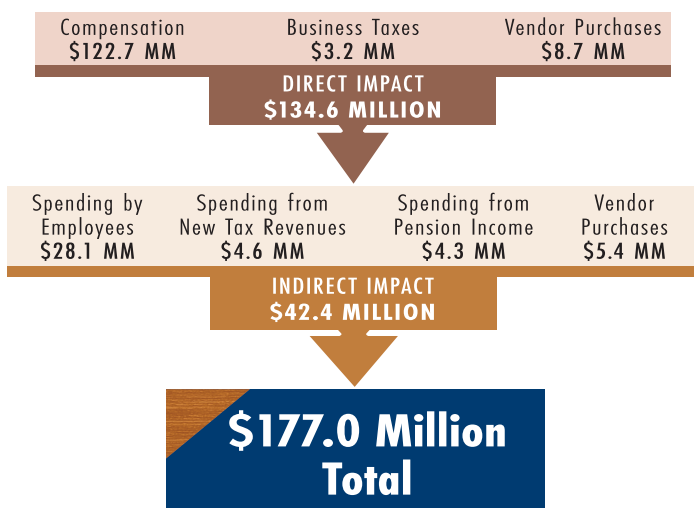 Compensation
$122.7 MM
Business Taxes
$3.2 MM
Vendor Purchases
$8.7 MM
DIRECT IMPACT
$134.6 MILLION
Spending by
Employees
$28.1 MM
Spending from
New Tax Revenues
$4.6 MM
Spending from
Pension Income
$4.3 MM
Vendor
Purchases
$5.4 MM
INDIRECT IMPACT
$42.4 MILLION
$177.0 Million
Total